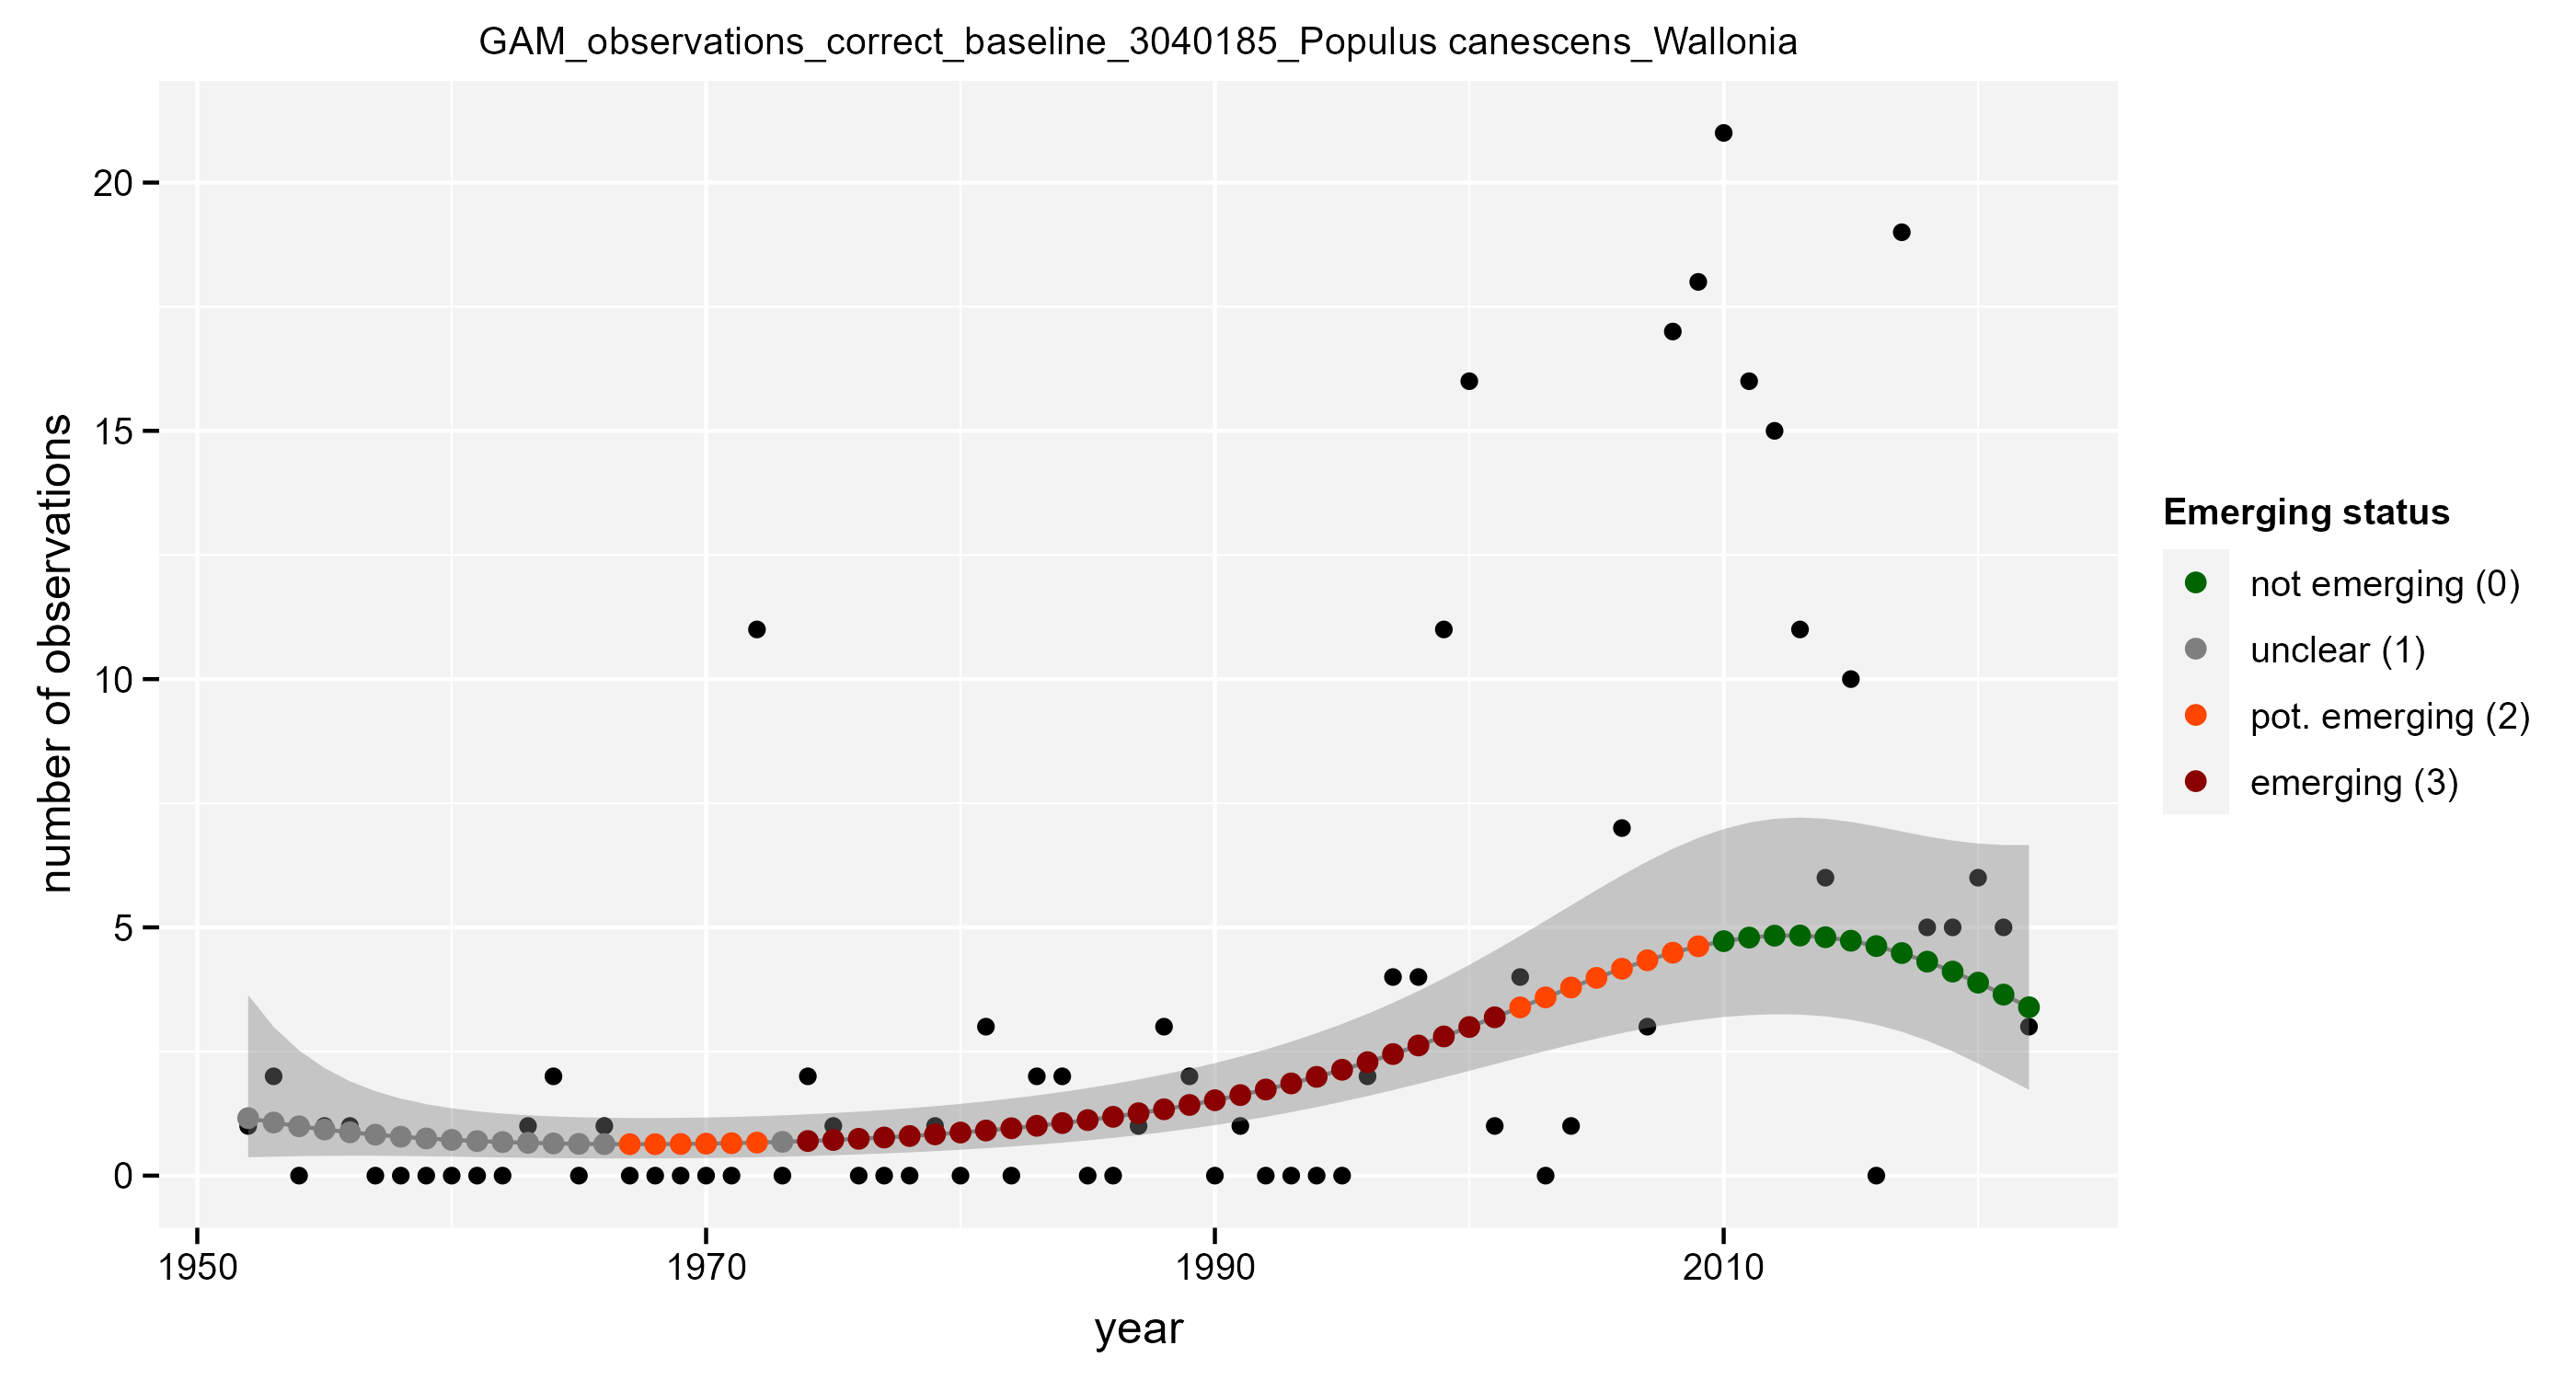 GAM_observations_correct_baseline_3040185_Populus canescens_Wallonia
number of observations
20
15
10
5
0
1950
1970
1990
2010
year
Emerging status
not emerging (0)
unclear (1)
pot. emerging (2)
emerging (3)